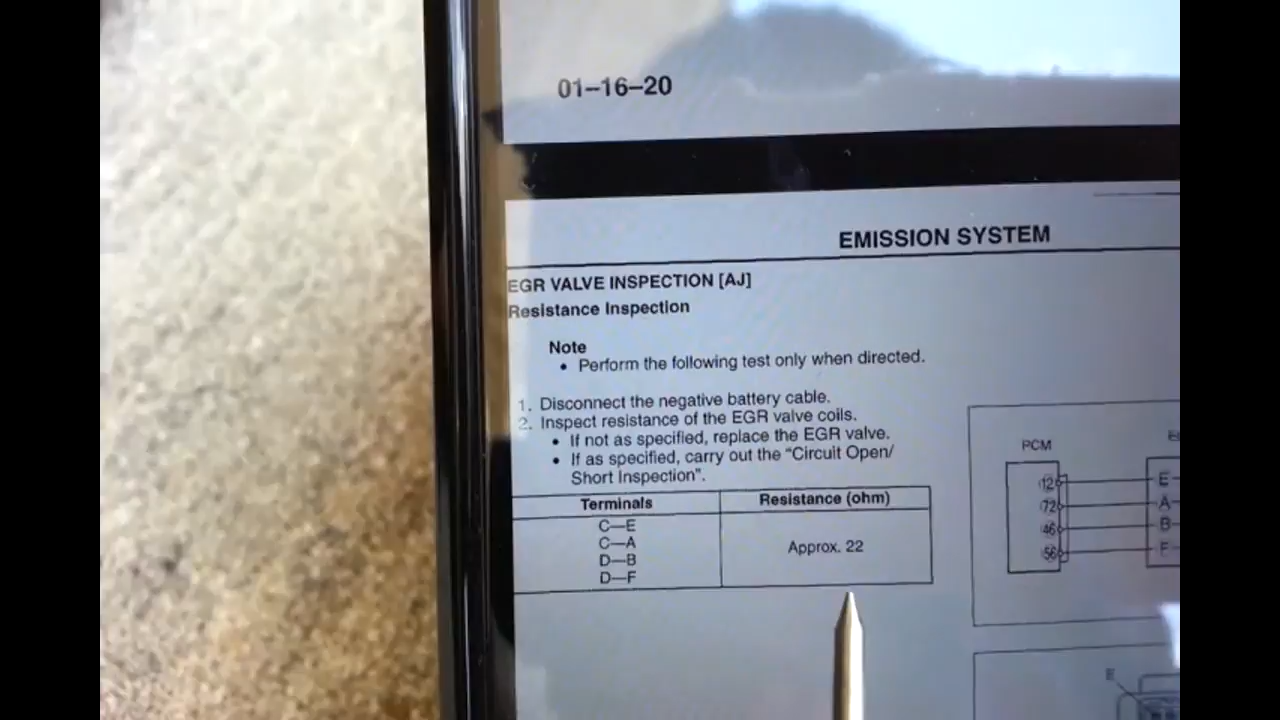 01–16–20
EMISSION SYSTEM
EGR VALVE INSPECTION [AJ]
Resistance Inspection
Note
• Perform the following test only when directed.
1. Disconnect the negative battery cable.
2. Inspect resistance of the EGR valve coils.
• If not as specified, replace the EGR valve.
• If as specified, carry out the “Circuit Open/
Short Inspection”.
Terminals Resistance (ohm)
C—E
C—A
D—B
D—F
Approx. 22
PCM
12 E
72 A
46 B
56 F
E